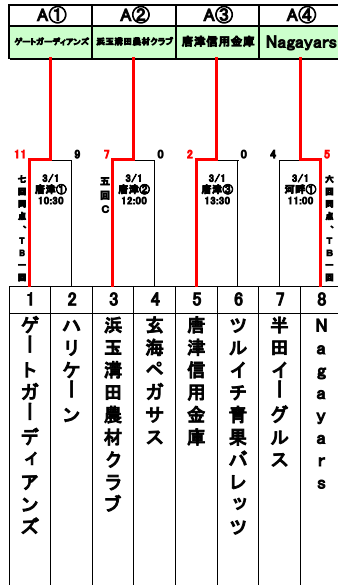 A① A② A③ A④
ゲートガーディアンズ 浜玉溝田農材クラブ 唐津信用金庫 Nagayars
11 9 7 0 2 0 4 5
七回同点、TB一回
3/1
唐津①
10:30
五回C
3/1
唐津②
12:00
3/1
唐津③
13:30
3/1
河畔①
11:00
六回同点、TB一回
1 2 3 4 5 6 7 8
ゲートガーディアンズ
ハリケーン
浜玉溝田農材クラブ
玄海ペガサス
唐津信用金庫
ツルイチ青果バレッツ
半田イーグルス
Nagayars